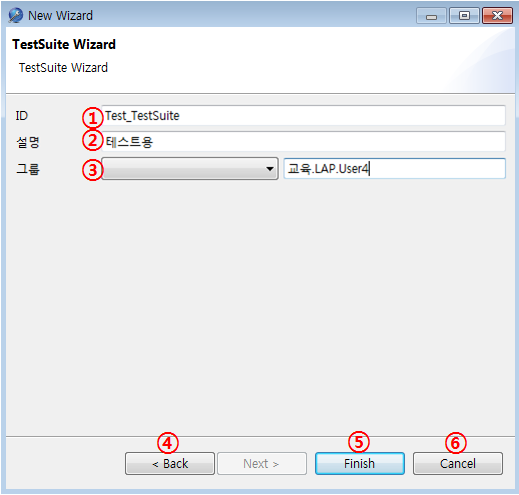 New Wizard
TestSuite Wizard
TestSuite Wizard
ID ① Test_TestSuite
설명 ② 테스트용
그룹 ③ 교육.LAP.User4
④ ⑤ ⑥
< Back Next > Finish Cancel